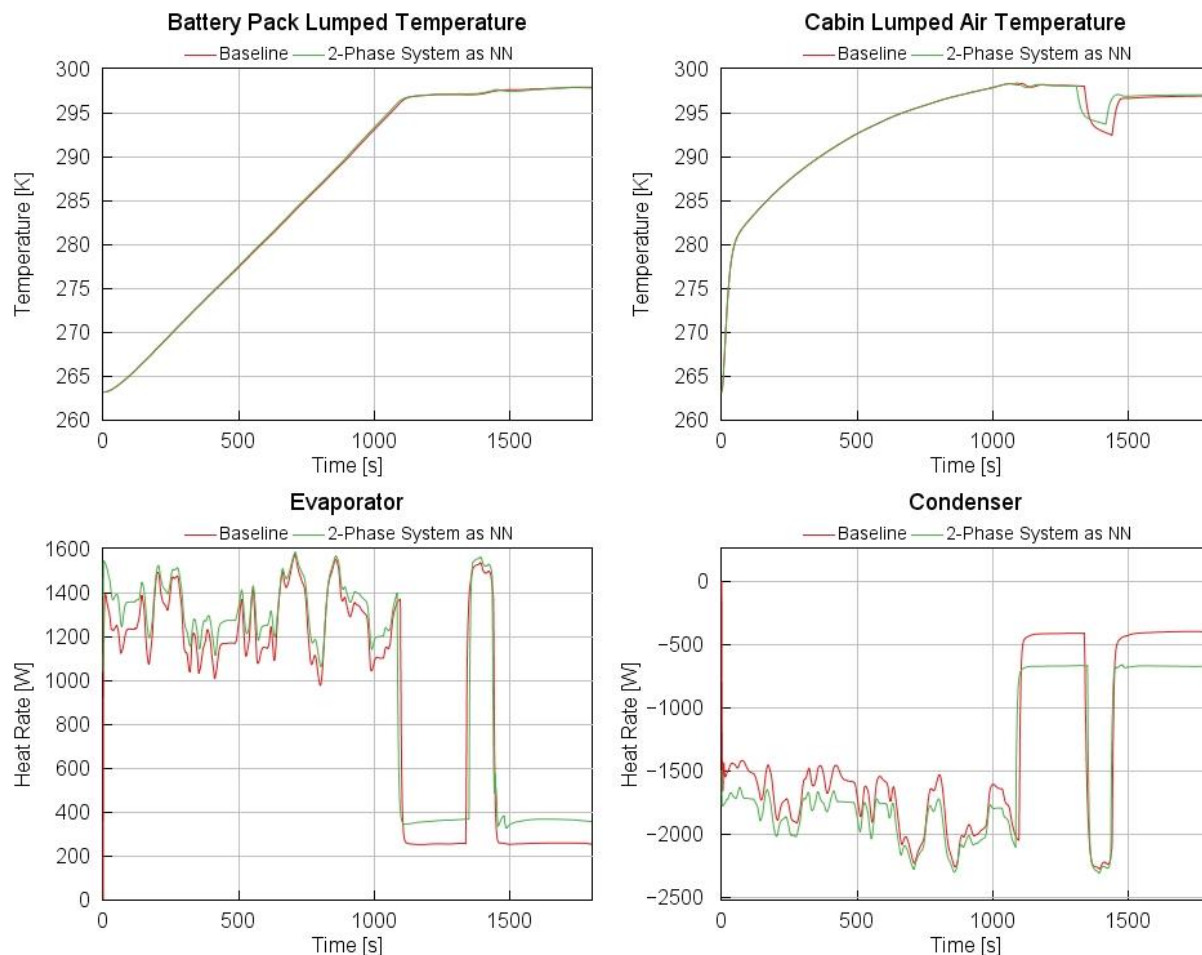 Battery Pack Lumped Temperature
Baseline 2-Phase System as NN
300
295
290
285
280
275
270
265
260
Temperature [K]
0 500 1000 1500
Time [s]
Cabin Lumped Air Temperature
Baseline 2-Phase System as NN
300
295
290
285
280
275
270
265
260
Temperature [K]
0 500 1000 1500
Time [s]
Evaporator
Baseline 2-Phase System as NN
1600
1400
1200
1000
800
600
400
200
0
Heat Rate [W]
0 500 1000 1500
Time [s]
Condenser
Baseline 2-Phase System as NN
0
−500
−1000
−1500
−2000
−2500
Heat Rate [W]
0 500 1000 1500
Time [s]